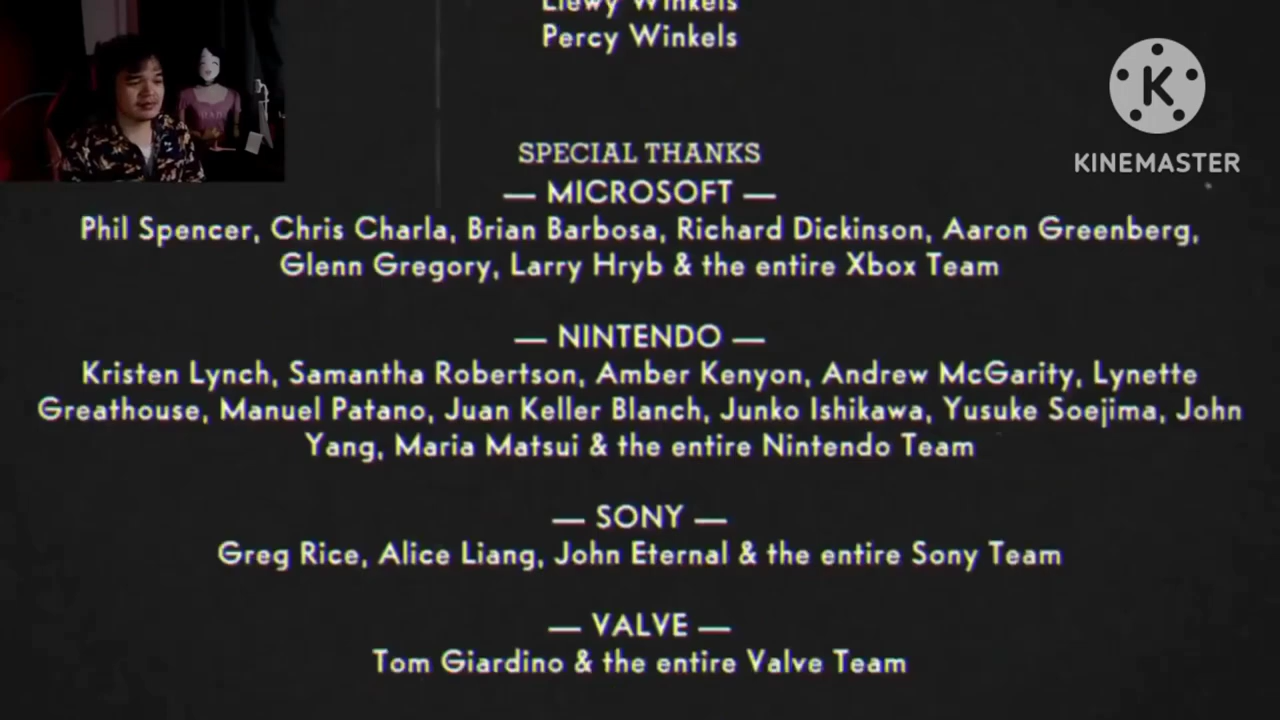 Llewy Winkels
Percy Winkels
SPECIAL THANKS
— MICROSOFT —
Phil Spencer, Chris Charla, Brian Barbosa, Richard Dickinson, Aaron Greenberg,
Glenn Gregory, Larry Hryb & the entire Xbox Team
— NINTENDO —
Kristen Lynch, Samantha Robertson, Amber Kenyon, Andrew McGarity, Lynette
Greathouse, Manuel Patano, Juan Keller Blanch, Junko Ishikawa, Yusuke Soejima, John
Yang, Maria Matsui & the entire Nintendo Team
— SONY —
Greg Rice, Alice Liang, John Eternal & the entire Sony Team
— VALVE —
Tom Giardino & the entire Valve Team
K
KINEMASTER